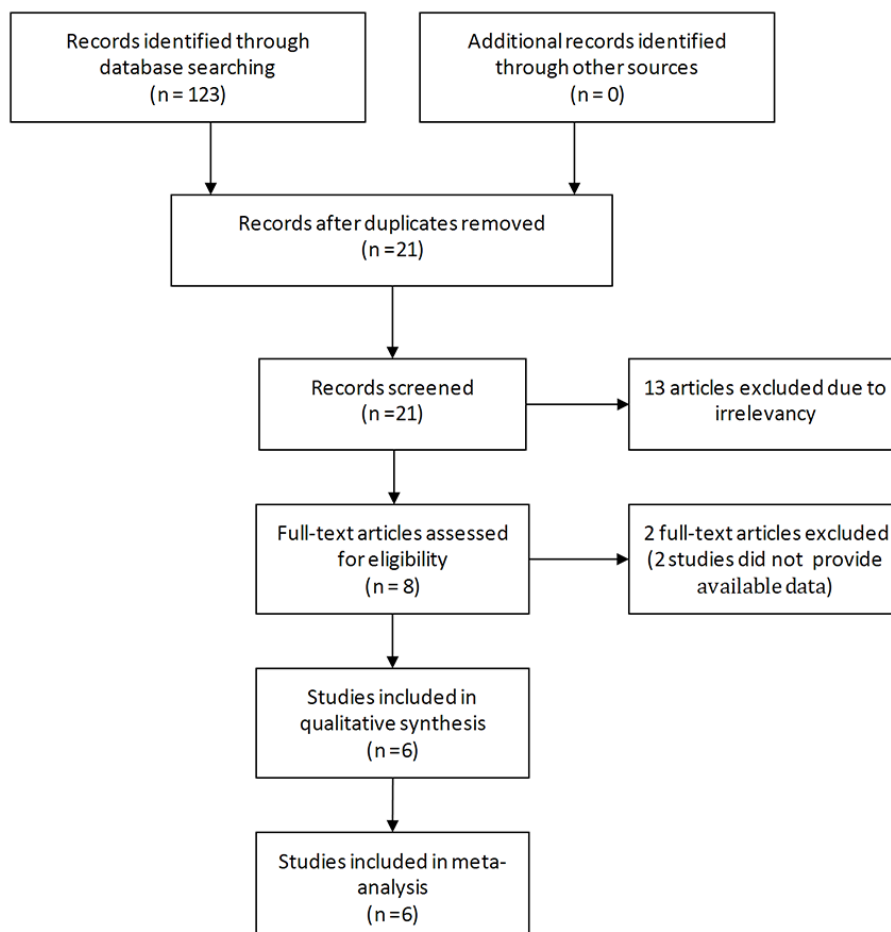 Records identified through
database searching
(n = 123)
Additional records identified
through other sources
(n = 0)
Records after duplicates removed
(n =21)
Records screened
(n =21)
13 articles excluded due to
irrelevancy
Full-text articles assessed
for eligibility
(n = 8)
2 full-text articles excluded
(2 studies did not provide
available data)
Studies included in
qualitative synthesis
(n =6)
Studies included in meta-
analysis
(n =6)